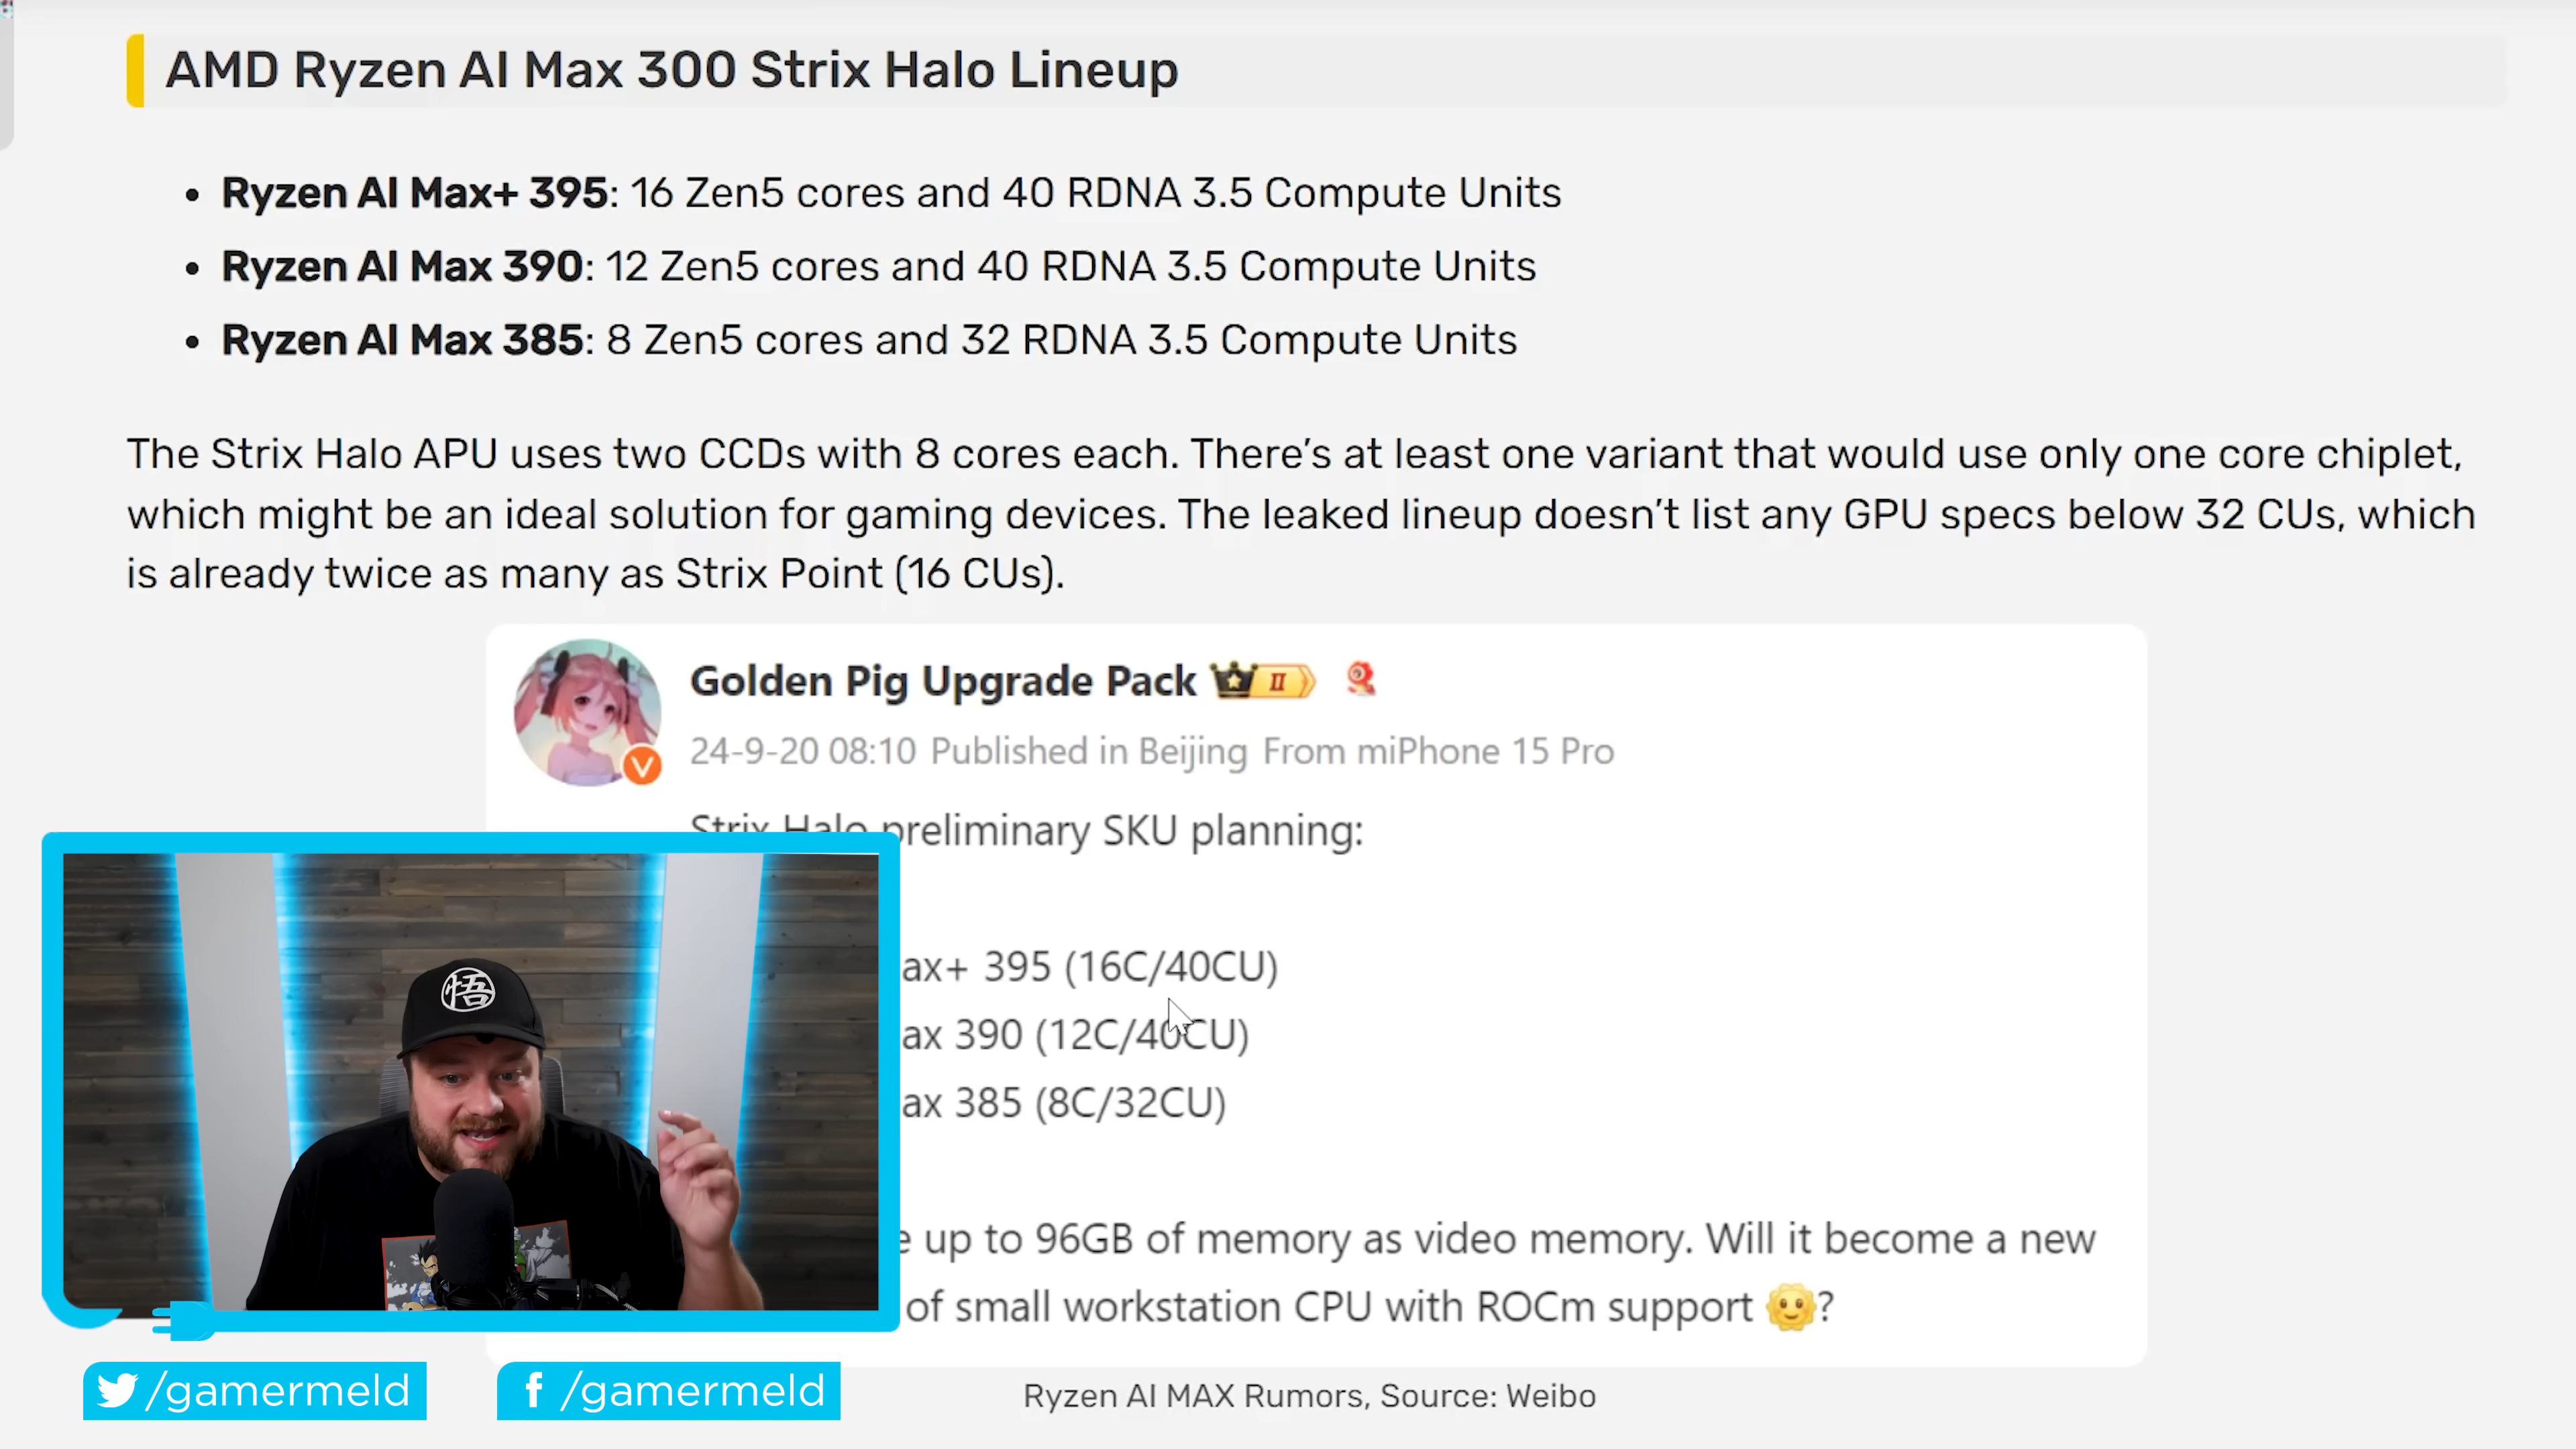 AMD Ryzen AI Max 300 Strix Halo Lineup
• Ryzen AI Max+ 395: 16 Zen5 cores and 40 RDNA 3.5 Compute Units
• Ryzen AI Max 390: 12 Zen5 cores and 40 RDNA 3.5 Compute Units
• Ryzen AI Max 385: 8 Zen5 cores and 32 RDNA 3.5 Compute Units
The Strix Halo APU uses two CCDs with 8 cores each. There's at least one variant that would use only one core chiplet,
which might be an ideal solution for gaming devices. The leaked lineup doesn't list any GPU specs below 32 CUs, which
is already twice as many as Strix Point (16 CUs).
Golden Pig Upgrade Pack II
24-9-20 08:10 Published in Beijing From miPhone 15 Pro
Strix Halo preliminary SKU planning:
ax+ 395 (16C/40CU)
ax 390 (12C/40CU)
ax 385 (8C/32CU)
e up to 96GB of memory as video memory. Will it become a new
of small workstation CPU with ROCm support ?
悟
/gamermeld
/gamermeld
Ryzen AI MAX Rumors, Source: Weibo